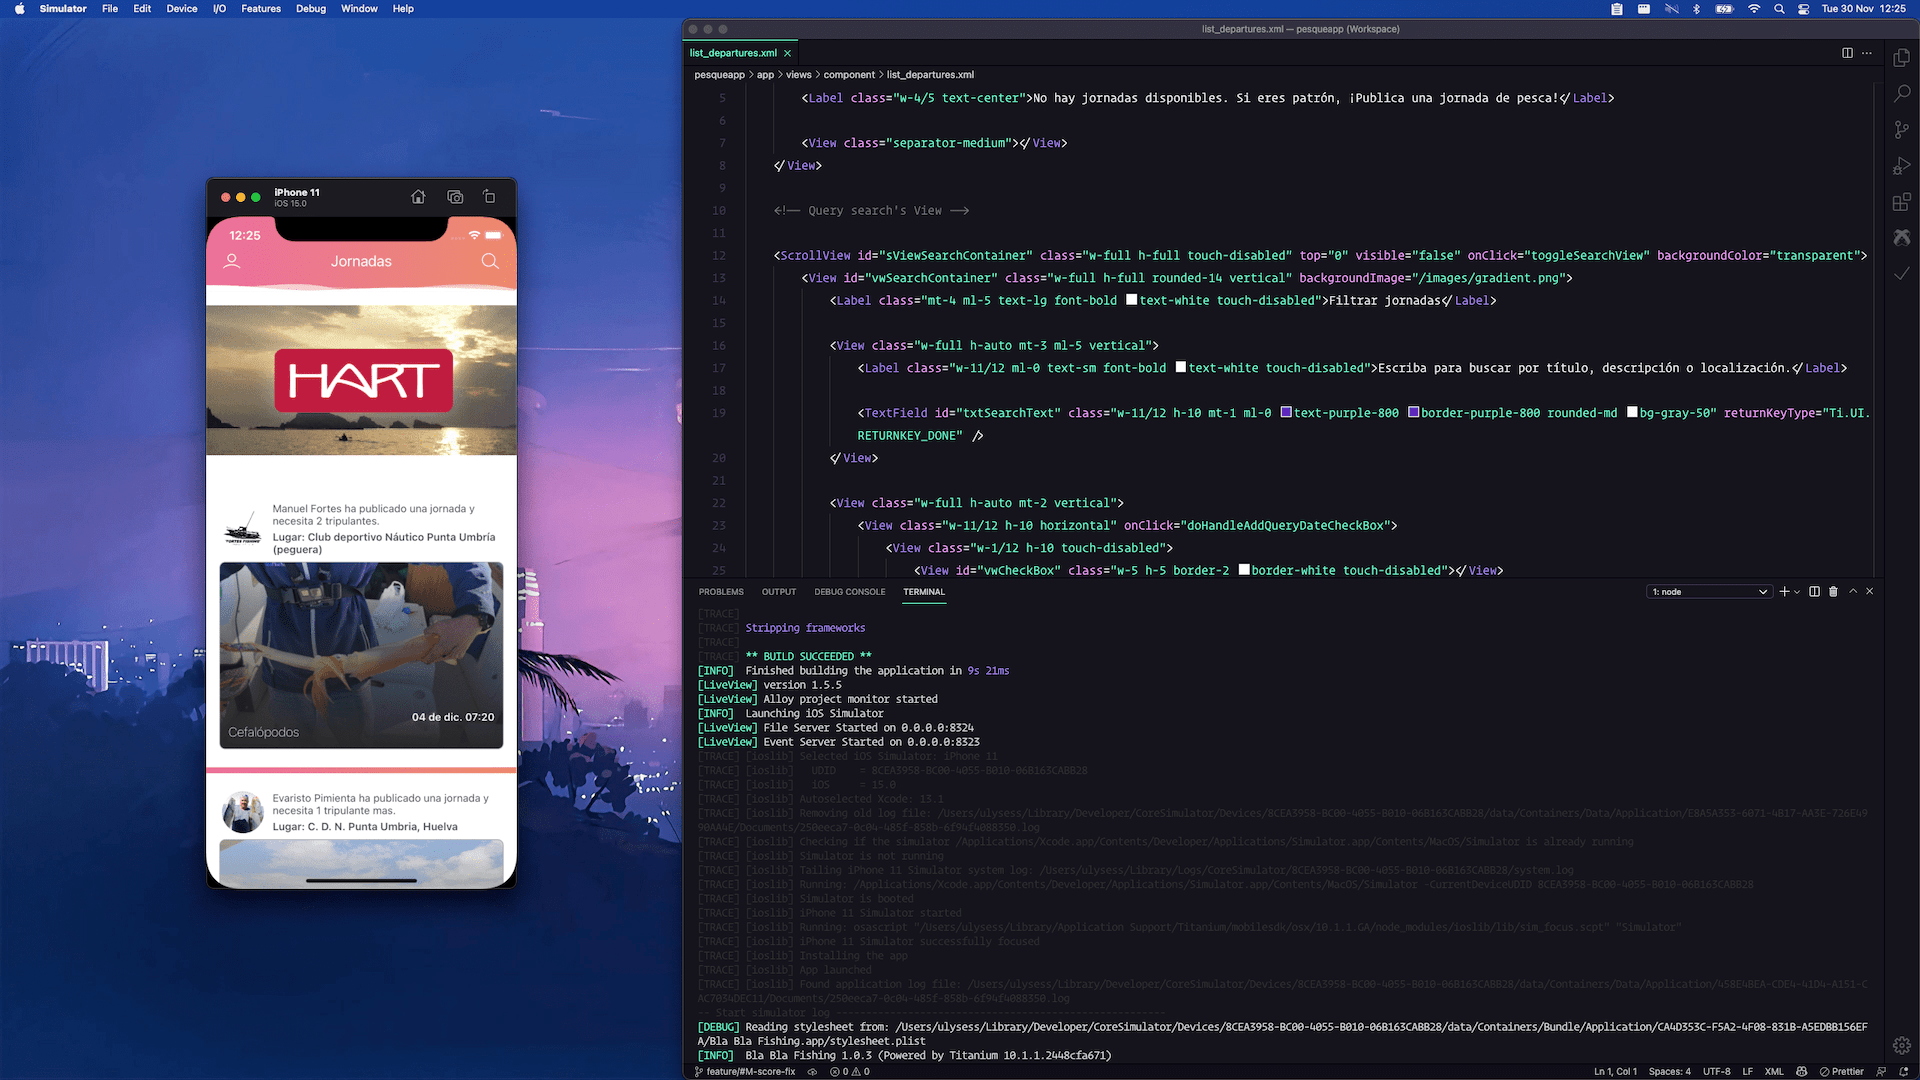 Simulator File Edit Device I/O Features Debug Window Help
Tue 30 Nov 12:25
iPhone 11
iOS 15.0
12:25
Jornadas
HART
Manuel Fortes ha publicado una jornada y
necesita 2 tripulantes.
Lugar: Club deportivo Náutico Punta Umbría
(peguera)
04 de dic. 07:20
Cefalópodos
Evaristo Pimienta ha publicado una jornada y
necesita 1 tripulante mas.
Lugar: C. D. N. Punta Umbria, Huelva
list_departures.xml — pesqueapp (Workspace)
list_departures.xml
pesqueapp > app > views > component > list_departures.xml
5 <Label class="w-4/5 text-center">No hay jornadas disponibles. Si eres patrón, ¡Publica una jornada de pesca!</Label>
6
7 <View class="separator-medium"></View>
8 </View>
9
10 <!-- Query search's View -->
11
12 <ScrollView id="sViewSearchContainer" class="w-full h-full touch-disabled" top="0" visible="false" onClick="toggleSearchView" backgroundColor="transparent">
13 <View id="vwSearchContainer" class="w-full h-full rounded-14 vertical" backgroundImage="/images/gradient.png">
14 <Label class="mt-4 ml-5 text-lg font-bold text-white touch-disabled">Filtrar jornadas</Label>
15
16 <View class="w-full h-auto mt-3 ml-5 vertical">
17 <Label class="w-11/12 ml-0 text-sm font-bold text-white touch-disabled">Escriba para buscar por título, descripción o localización.</Label>
18
19 <TextField id="txtSearchText" class="w-11/12 h-10 mt-1 ml-0 text-purple-800 border-purple-800 rounded-md bg-gray-50" returnKeyType="Ti.UI.
RETURNKEY_DONE" />
20 </View>
21
22 <View class="w-full h-auto mt-2 vertical">
23 <View class="w-11/12 h-10 horizontal" onClick="doHandleAddQueryDateCheckBox">
24 <View class="w-1/12 h-10 touch-disabled">
25 <View id="vwCheckBox" class="w-5 h-5 border-2 border-white touch-disabled"></View>
PROBLEMS OUTPUT DEBUG CONSOLE TERMINAL
1: node
[TRACE]
[TRACE] Stripping frameworks
[TRACE]
[TRACE] ** BUILD SUCCEEDED **
[INFO] Finished building the application in 9s 21ms
[LiveView] version 1.5.5
[LiveView] Alloy project monitor started
[INFO] Launching iOS Simulator
[LiveView] File Server Started on 0.0.0.0:8324
[LiveView] Event Server Started on 0.0.0.0:8323
[TRACE] [ioslib] Selected iOS Simulator: iPhone 11
[TRACE] [ioslib] UDID = 8CEA3958-BC00-4055-B010-06B163CABB28
[TRACE] [ioslib] iOS = 15.0
[TRACE] [ioslib] Autoselected Xcode: 13.1
[TRACE] [ioslib] Removing old log file: /Users/ulysess/Library/Developer/CoreSimulator/Devices/8CEA3958-BC00-4055-B010-06B163CABB28/data/Containers/Data/Application/E8A5A353-6071-4B17-AA3E-726E49
90AA4E/Documents/250eeca7-0c04-485f-858b-6f94f4088350.log
[TRACE] [ioslib] Checking if the simulator /Applications/Xcode.app/Contents/Developer/Applications/Simulator.app/Contents/MacOS/Simulator is already running
[TRACE] [ioslib] Simulator is not running
[TRACE] [ioslib] Tailing iPhone 11 Simulator system log: /Users/ulysess/Library/Logs/CoreSimulator/8CEA3958-BC00-4055-B010-06B163CABB28/system.log
[TRACE] [ioslib] Running: /Applications/Xcode.app/Contents/Developer/Applications/Simulator.app/Contents/MacOS/Simulator -CurrentDeviceUDID 8CEA3958-BC00-4055-B010-06B163CABB28
[TRACE] [ioslib] Simulator is booted
[TRACE] [ioslib] iPhone 11 Simulator started
[TRACE] [ioslib] Running: osascript "/Users/ulysess/Library/Application Support/Titanium/mobilesdk/osx/10.1.1.GA/node_modules/ioslib/lib/sim_focus.scpt" "Simulator"
[TRACE] [ioslib] iPhone 11 Simulator successfully focused
[TRACE] [ioslib] Installing the app
[TRACE] [ioslib] App launched
[TRACE] [ioslib] Found application log file: /Users/ulysess/Library/Developer/CoreSimulator/Devices/8CEA3958-BC00-4055-B010-06B163CABB28/data/Containers/Data/Application/458E4BEA-CDE4-41D4-A151-C
AC7034DEC11/Documents/250eeca7-0c04-485f-858b-6f94f4088350.log
-- Start simulator log --
[DEBUG] Reading stylesheet from: /Users/ulysess/Library/Developer/CoreSimulator/Devices/8CEA3958-BC00-4055-B010-06B163CABB28/data/Containers/Bundle/Application/CA4D353C-F5A2-4F08-831B-A5EDBB156EF
A/Bla Bla Fishing.app/stylesheet.plist
[INFO] Bla Bla Fishing 1.0.3 (Powered by Titanium 10.1.1.2448cfa671)
feature/#M-score-fix 0 0
Ln 1, Col 1 Spaces: 4 UTF-8 LF XML Prettier